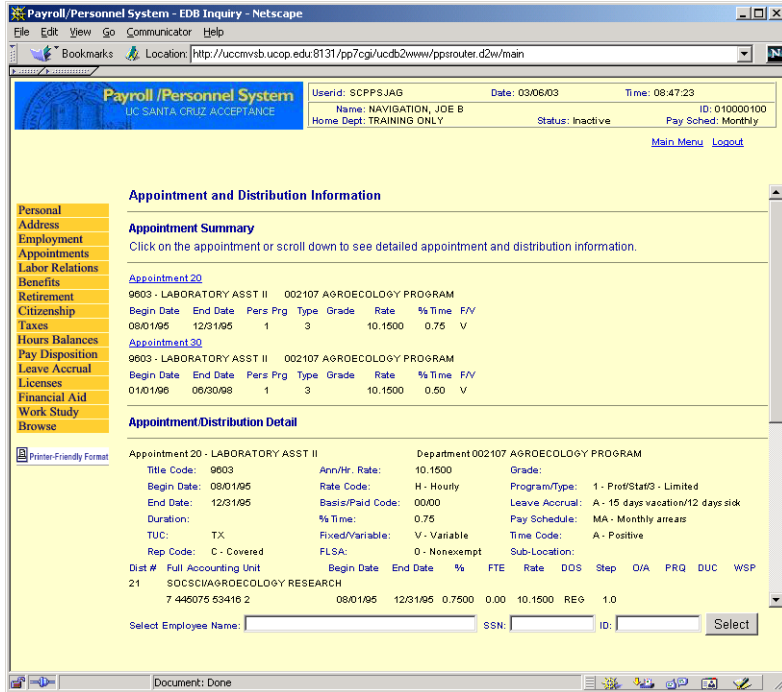 Payroll/Personnel System - EDB Inquiry - Netscape
File Edit View Go Communicator Help
Bookmarks Location: http://uccmvsb.ucop.edu:8131/pp7cgi/ucdb2www/ppsrouter.d2w/main
N
Payroll /Personnel System
UC SANTA CRUZ ACCEPTANCE
Userid: SCPPSJAG Date: 03/06/03 Time: 08:47:23
Name: NAVIGATION, JOE B ID: 010000100
Home Dept: TRAINING ONLY Status: Inactive Pay Sched: Monthly
Main Menu Logout
Personal
Address
Employment
Appointments
Labor Relations
Benefits
Retirement
Citizenship
Taxes
Hours Balances
Pay Disposition
Leave Accrual
Licenses
Financial Aid
Work Study
Browse
Printer-Friendly Format
Appointment and Distribution Information
Appointment Summary
Click on the appointment or scroll down to see detailed appointment and distribution information.
Appointment 20
9603 - LABORATORY ASST II 002107 AGROECOLOGY PROGRAM
Begin Date End Date Pers Prg Type Grade Rate % Time F/V
08/01/95 12/31/95 1 3 10.1500 0.75 V
Appointment 30
9603 - LABORATORY ASST II 002107 AGROECOLOGY PROGRAM
Begin Date End Date Pers Prg Type Grade Rate % Time F/V
01/01/96 06/30/98 1 3 10.1500 0.50 V
Appointment/Distribution Detail
Appointment 20 - LABORATORY ASST II Department 002107 AGROECOLOGY PROGRAM
Title Code: 9603 Ann/Hr. Rate: 10.1500 Grade:
Begin Date: 08/01/95 Rate Code: H - Hourly Program/Type: 1 - Prof/Staf/3 - Limited
End Date: 12/31/95 Basis/Paid Code: 00/00 Leave Accrual: A - 15 days vacation/12 days sick
Duration: % Time: 0.75 Pay Schedule: MA - Monthly arrears
TUC: TX Fixed/Variable: V - Variable Time Code: A - Positive
Rep Code: C - Covered FLSA: 0 - Nonexempt Sub-Location:
Dist # Full Accounting Unit Begin Date End Date % FTE Rate DOS Step O/A PRQ DUC WSP
21 SOCSCI/AGROECOLOGY RESEARCH
7 445075 53416 2 08/01/95 12/31/95 0.7500 0.00 10.1500 REG 1.0
Select Employee Name: SSN: ID: Select
Document: Done